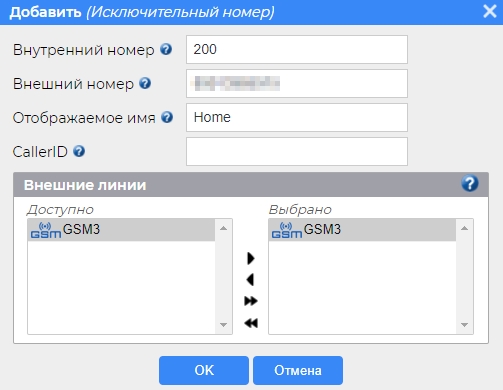 Добавить (Исключительный номер)
Внутренний номер ? 200
Внешний номер ?
Отображаемое имя ? Home
CallerID ?
Внешние линии ?
Доступно Выбрано
GSM GSM3 GSM GSM3
OK Отмена